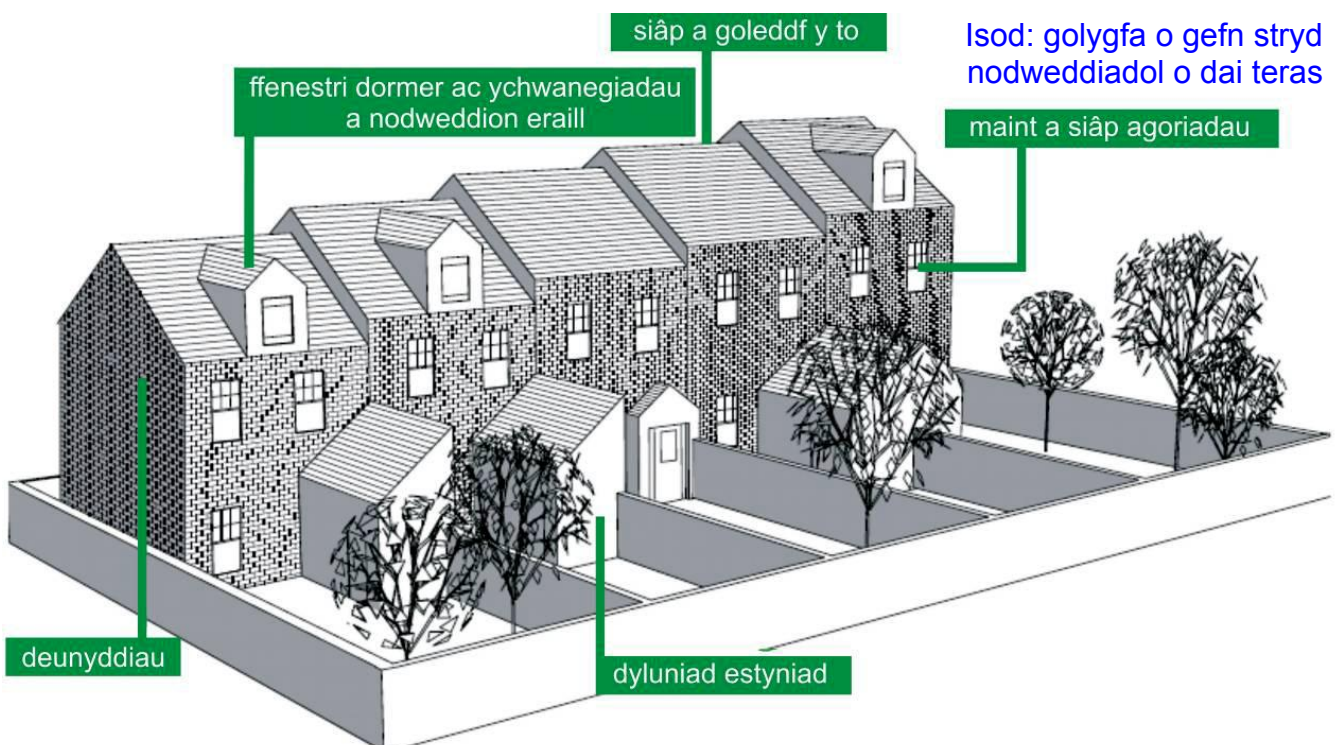 siâp a goleddf y to
Isod: golygfa o gefn stryd
nodweddiadol o dai teras
ffenestri dormer ac ychwanegiadau
a nodweddion eraill
maint a siâp agoriadau
deunyddiau
dyluniad estyniad